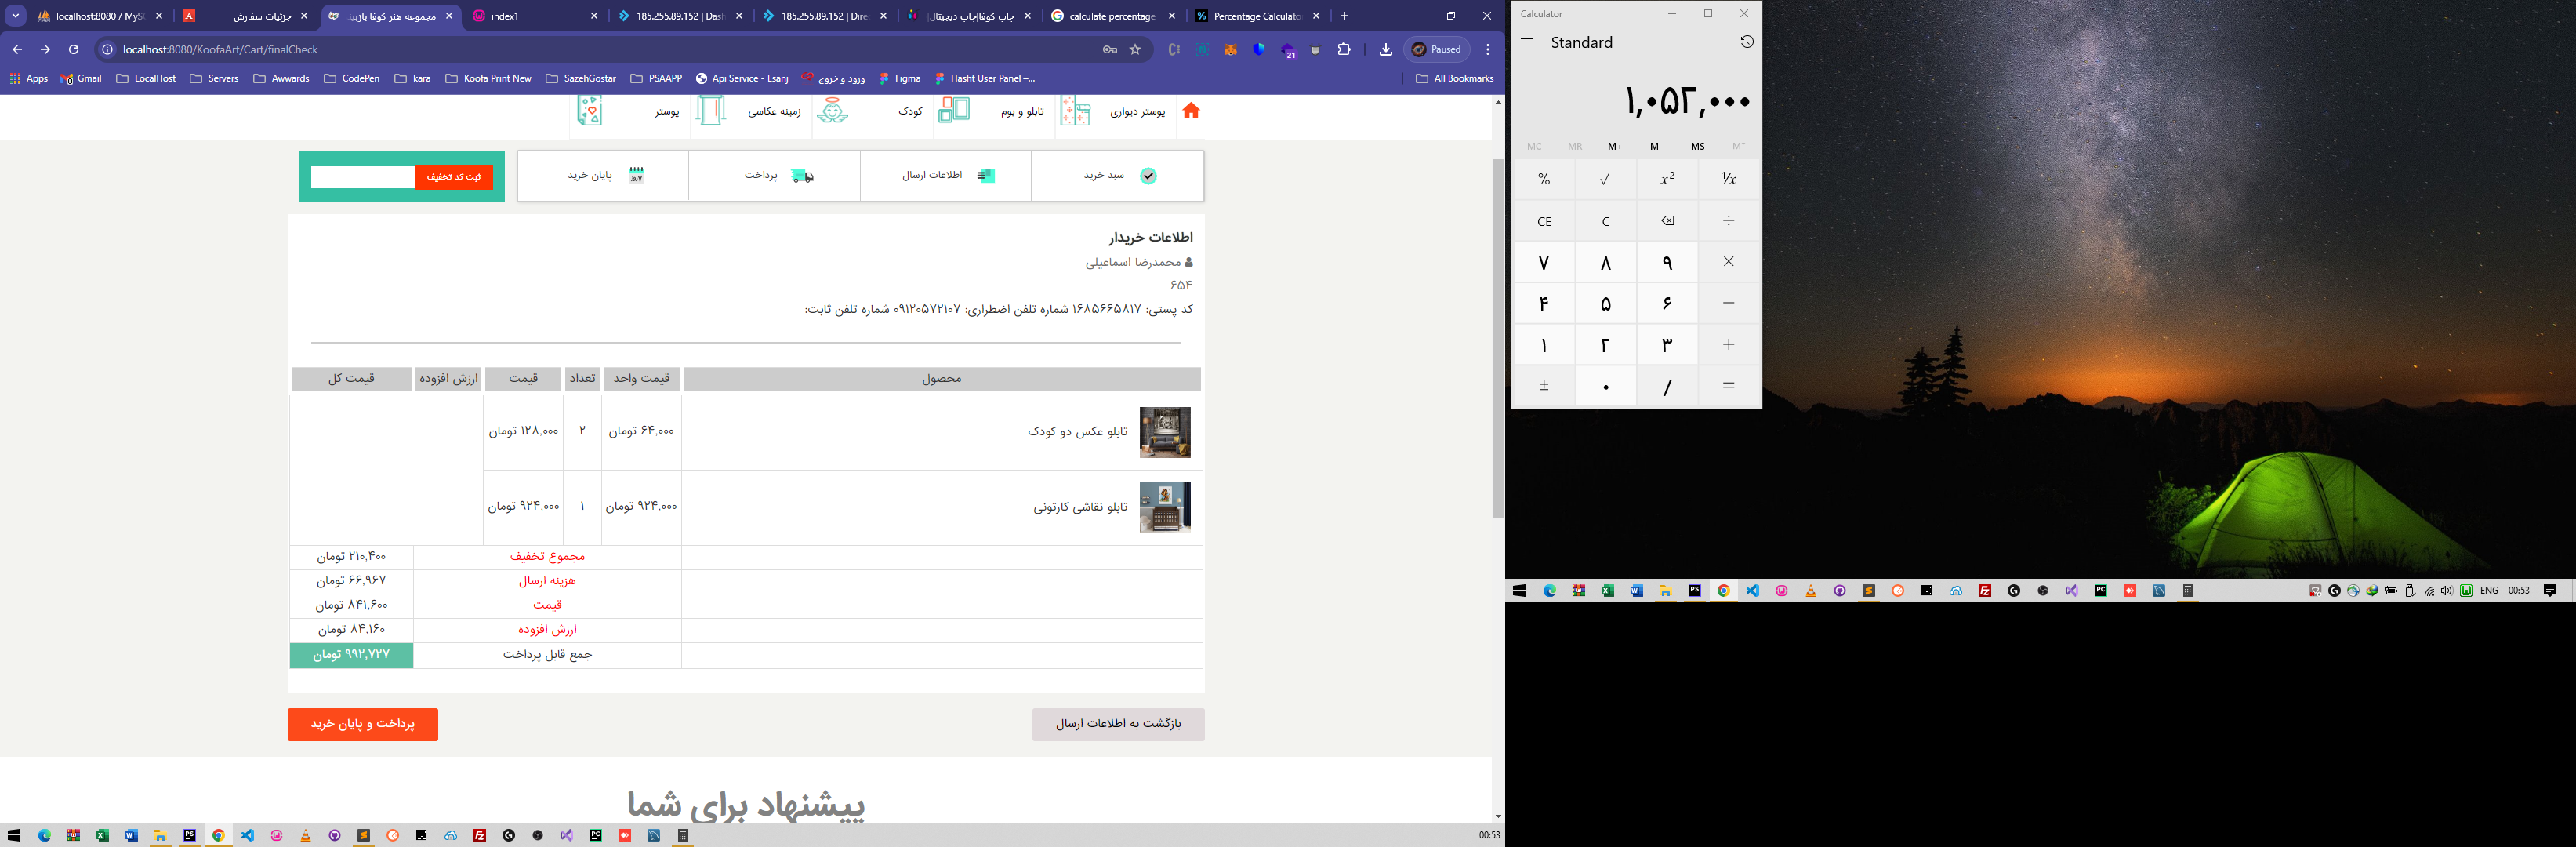 localhost:8080 / MySQ
جزئیات سفارش
مجموعه هنر کوفا بازبینی
index1
185.255.89.152 | Dash
185.255.89.152 | Direc
چاپ کوفا|چاپ دیجیتال|
calculate percentage
Percentage Calculato
localhost:8080/KoofaArt/Cart/finalCheck
21
Paused
Apps
Gmail
LocalHost
Servers
Awwards
CodePen
kara
Koofa Print New
SazehGostar
PSAAPP
Api Service - Esanj
ورود و خروج
Figma
Hasht User Panel –...
All Bookmarks
پوستر دیواری
تابلو و بوم
کودک
زمینه عکاسی
پوستر
سبد خرید
اطلاعات ارسال
پرداخت
پایان خرید
ثبت کد تخفیف
اطلاعات خریدار
محمدرضا اسماعیلی
۶۵۴
کد پستی: ۱۶۸۵۶۶۵۸۱۷ شماره تلفن اضطراری: ۰۹۱۲۰۵۷۲۱۰۷ شماره تلفن ثابت:
محصول قیمت واحد تعداد قیمت ارزش افزوده قیمت کل
تابلو عکس دو کودک ۶۴,۰۰۰ تومان ۲ ۱۲۸,۰۰۰ تومان
تابلو نقاشی کارتونی ۹۲۴,۰۰۰ تومان ۱ ۹۲۴,۰۰۰ تومان
مجموع تخفیف ۲۱۰,۴۰۰ تومان
هزینه ارسال ۶۶,۹۶۷ تومان
قیمت ۸۴۱,۶۰۰ تومان
ارزش افزوده ۸۴,۱۶۰ تومان
جمع قابل پرداخت ۹۹۲,۷۲۷ تومان
بازگشت به اطلاعات ارسال
پرداخت و پایان خرید
پیشنهاد برای شما
00:53
Calculator
Standard
۱,۰۵۲,۰۰۰
MC MR M+ M- MS M˅
% √ x² ¹/x
CE C ÷
۷ ۸ ۹ ×
۴ ۵ ۶ −
۱ ۲ ۳ +
± • / =
ENG
00:53